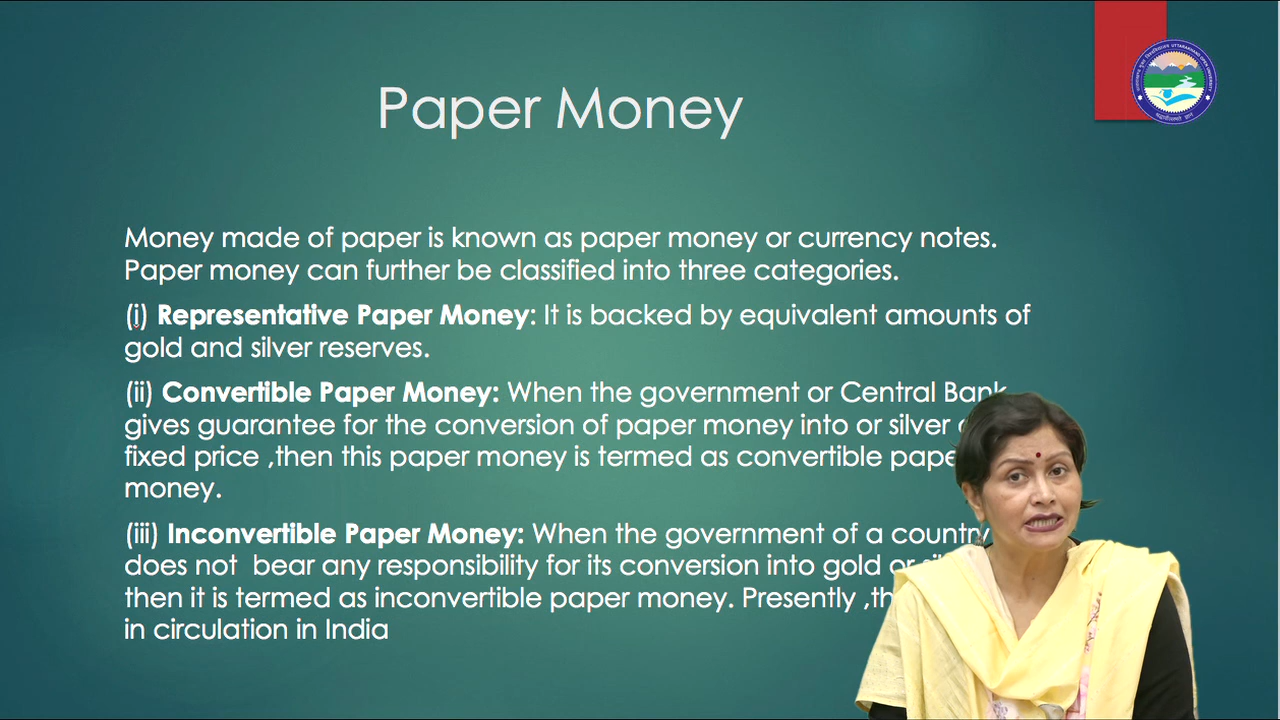 Paper Money
UTTARAKHAND OPEN UNIVERSITY
Money made of paper is known as paper money or currency notes.
Paper money can further be classified into three categories.
(i) Representative Paper Money: It is backed by equivalent amounts of
gold and silver reserves.
(ii) Convertible Paper Money: When the government or Central Bank
gives guarantee for the conversion of paper money into or silver
fixed price ,then this paper money is termed as convertible
money.
(iii) Inconvertible Paper Money: When the government of a country
does not  bear any responsibility for its conversion into gold or
then it is termed as inconvertible paper money. Presently
in circulation in India